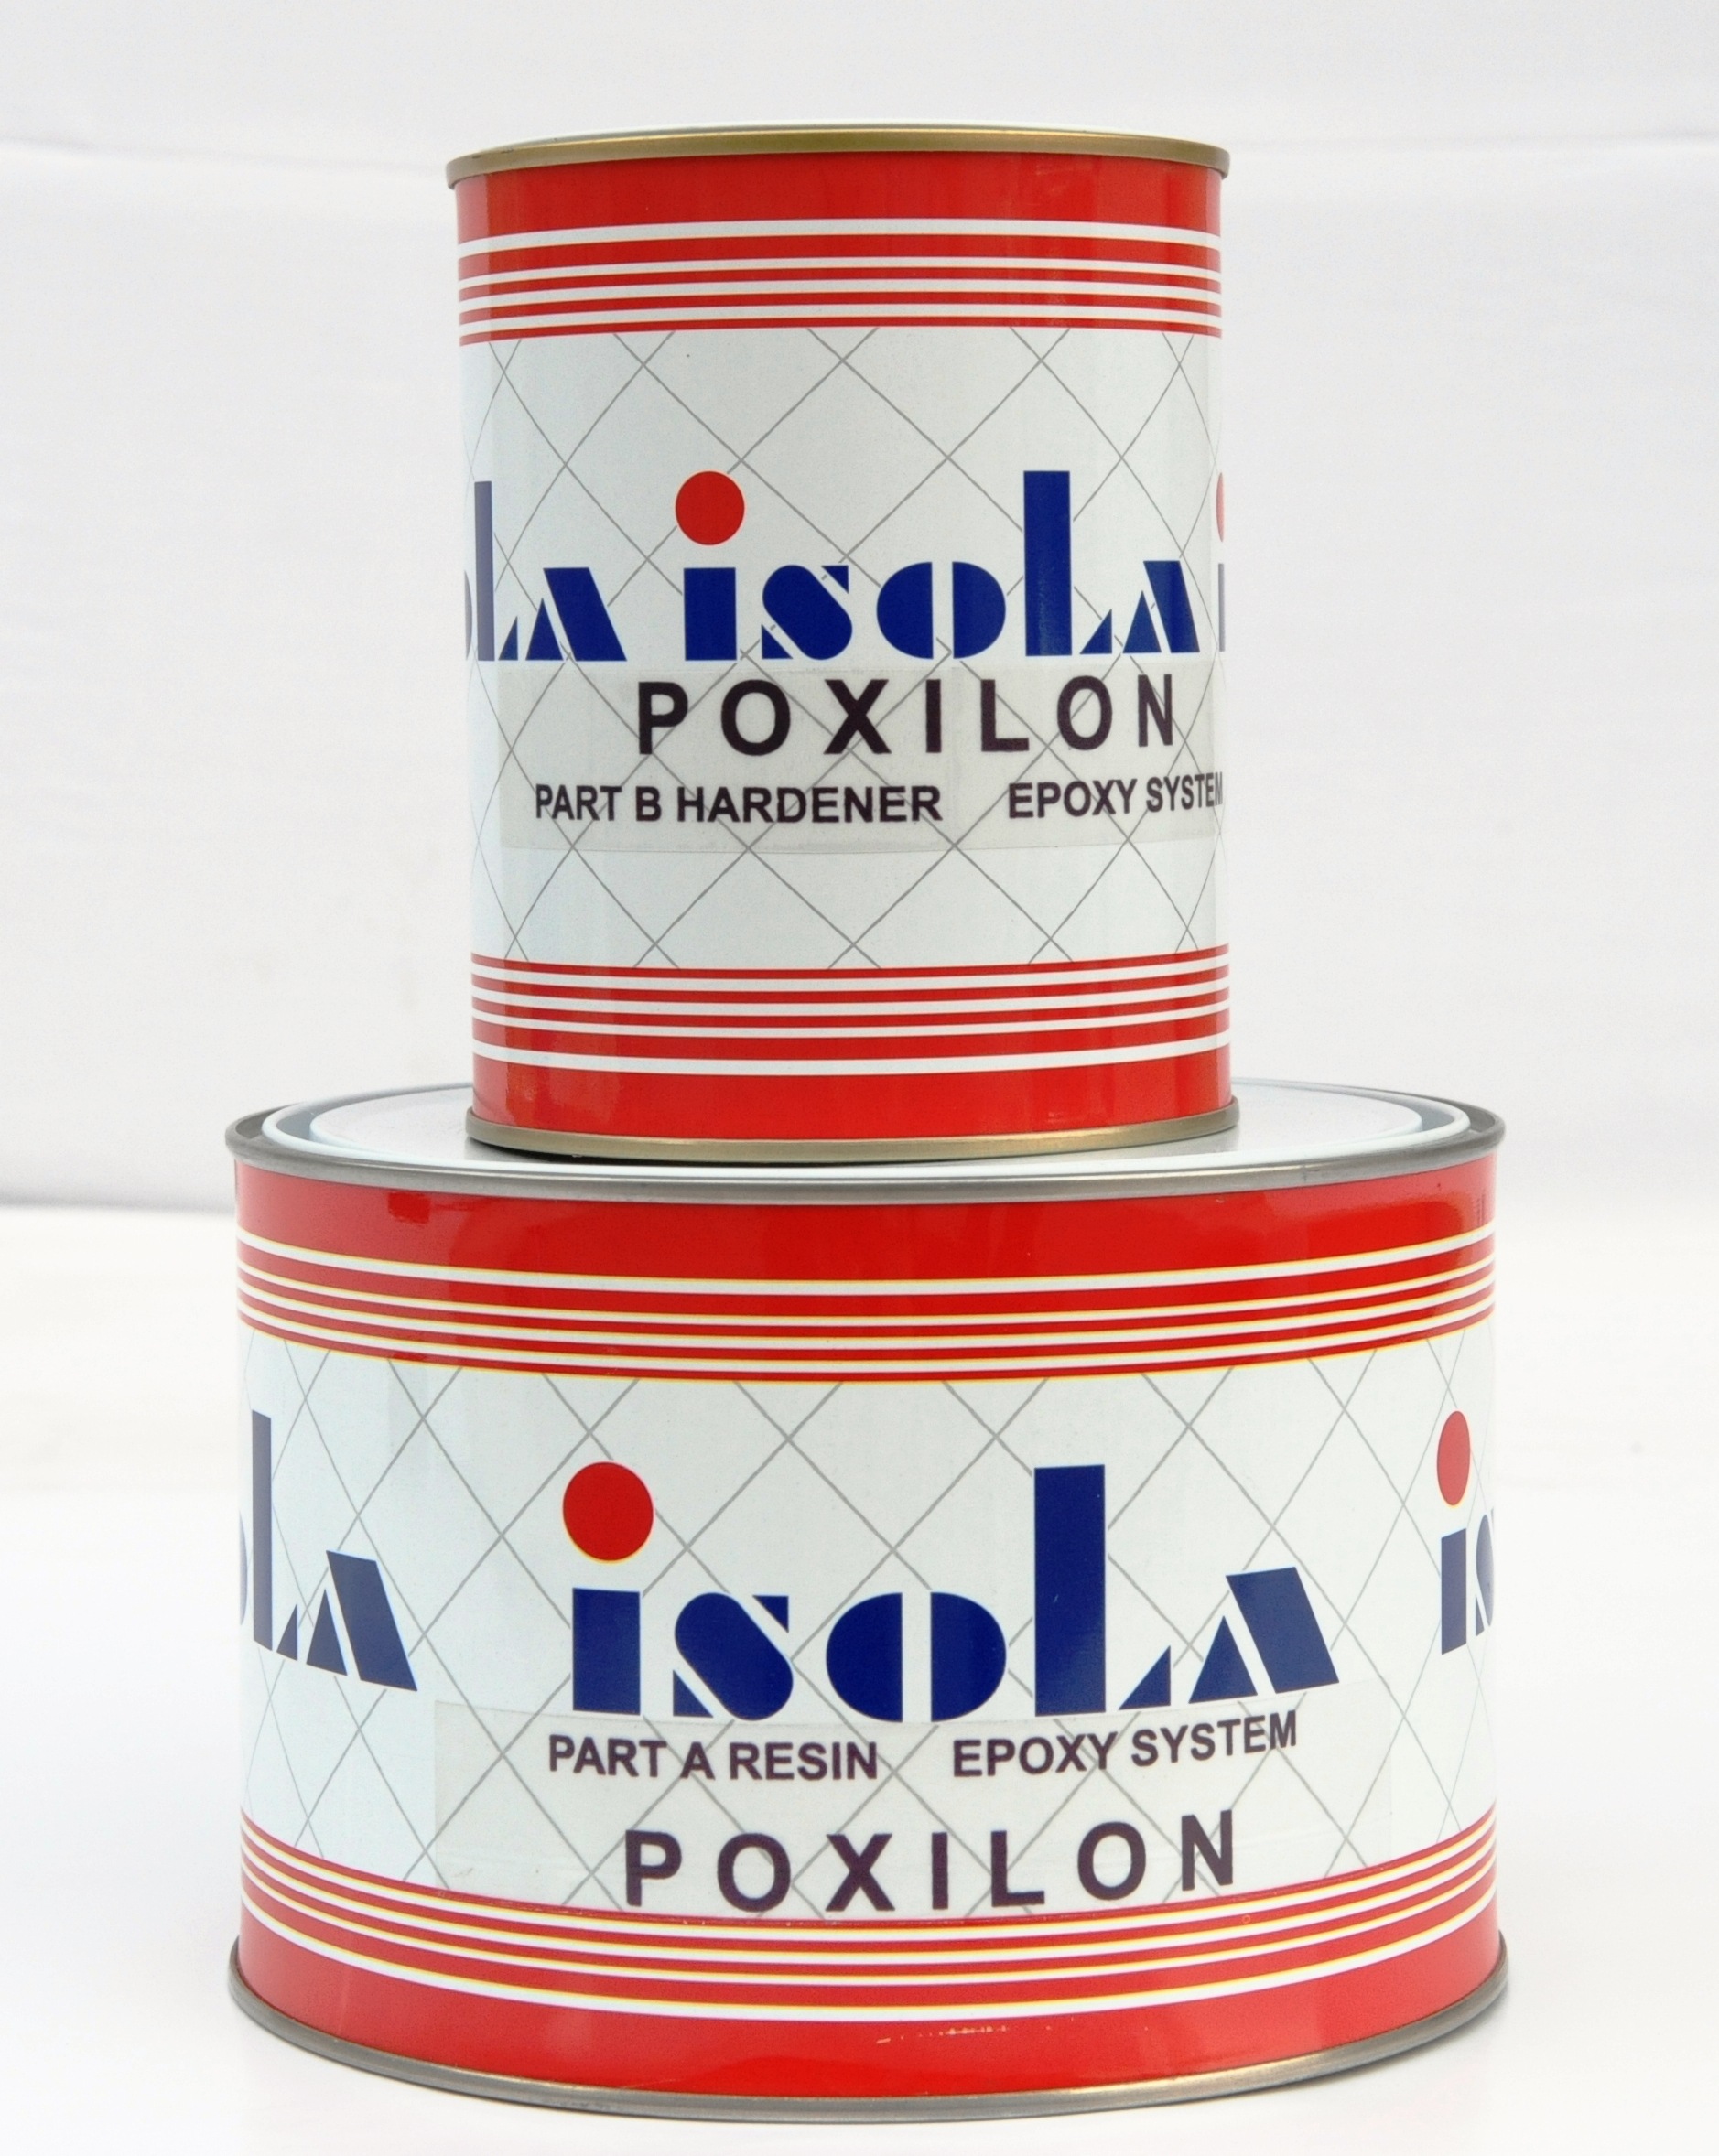 oLA isoLA i
POXILON
PART B HARDENER EPOXY SYSTEM
oLA isoLA is
PART A RESIN EPOXY SYSTEM
POXILON